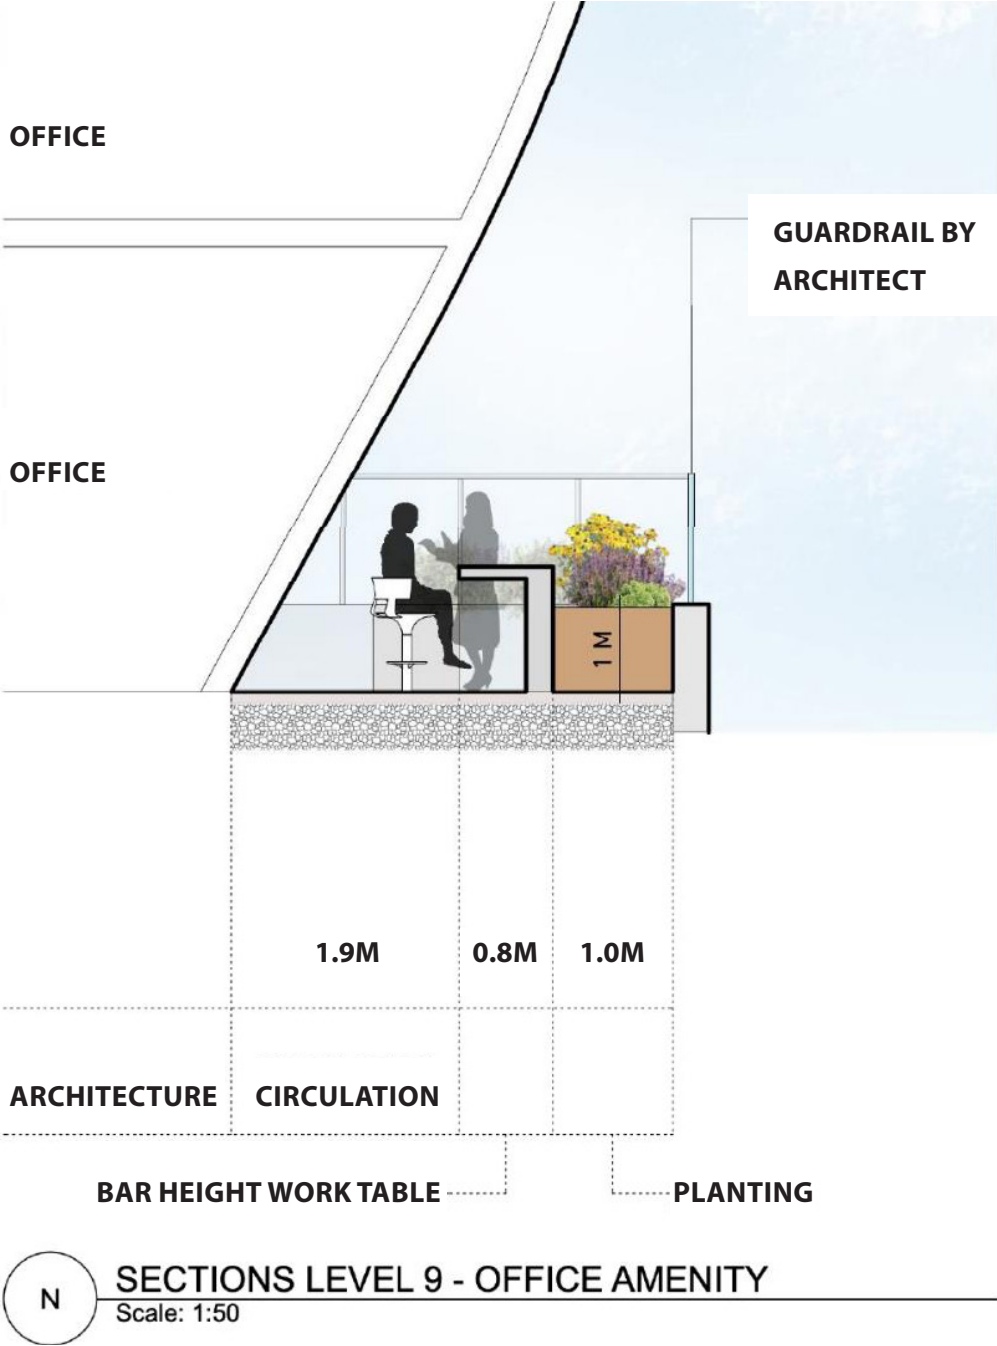 OFFICE
GUARDRAIL BY
ARCHITECT
OFFICE
1 M
1.9M 0.8M 1.0M
ARCHITECTURE CIRCULATION
BAR HEIGHT WORK TABLE PLANTING
N
SECTIONS LEVEL 9 - OFFICE AMENITY
Scale: 1:50